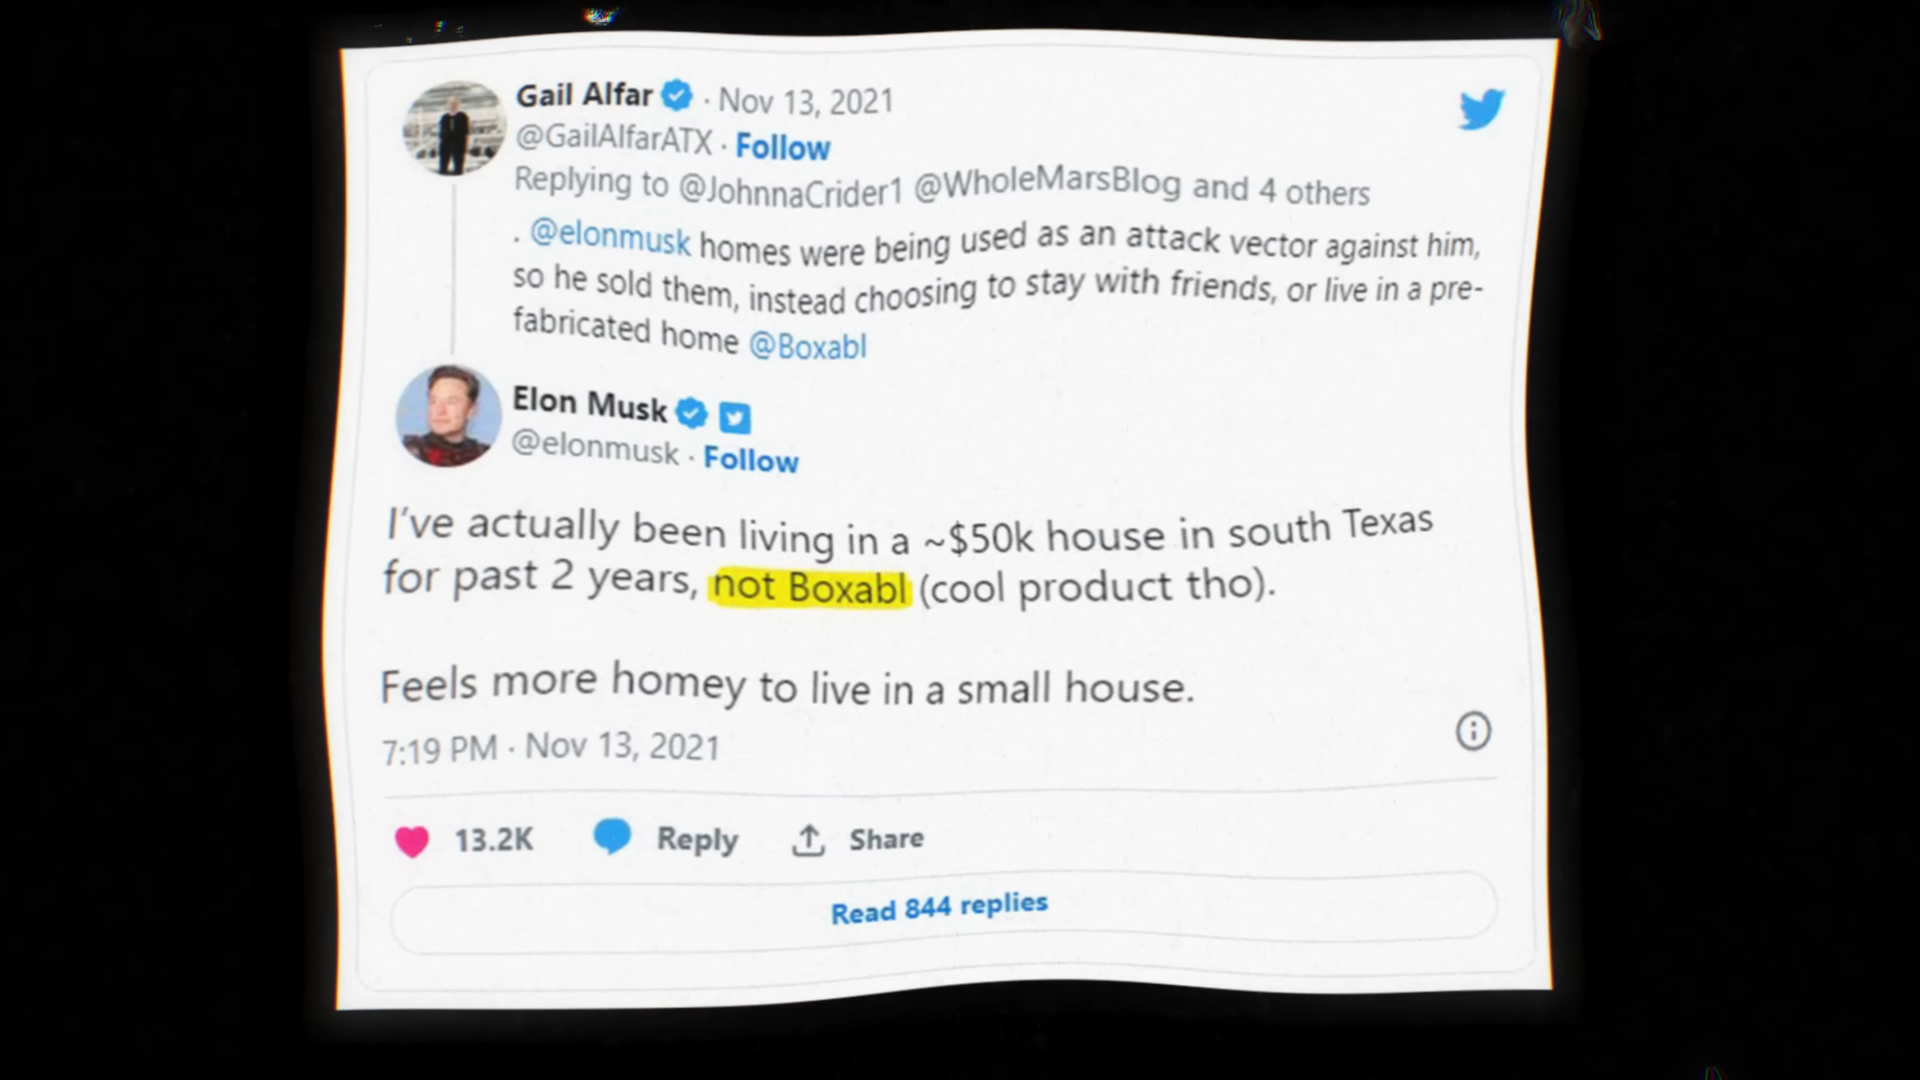 Gail Alfar · Nov 13, 2021
@GailAlfarATX · Follow
Replying to @JohnnaCrider1 @WholeMarsBlog and 4 others
. @elonmusk homes were being used as an attack vector against him,
so he sold them, instead choosing to stay with friends, or live in a pre-
fabricated home @Boxabl
Elon Musk
@elonmusk · Follow
I've actually been living in a ~$50k house in south Texas
for past 2 years, not Boxabl (cool product tho).
Feels more homey to live in a small house.
7:19 PM · Nov 13, 2021
13.2K Reply Share
Read 844 replies